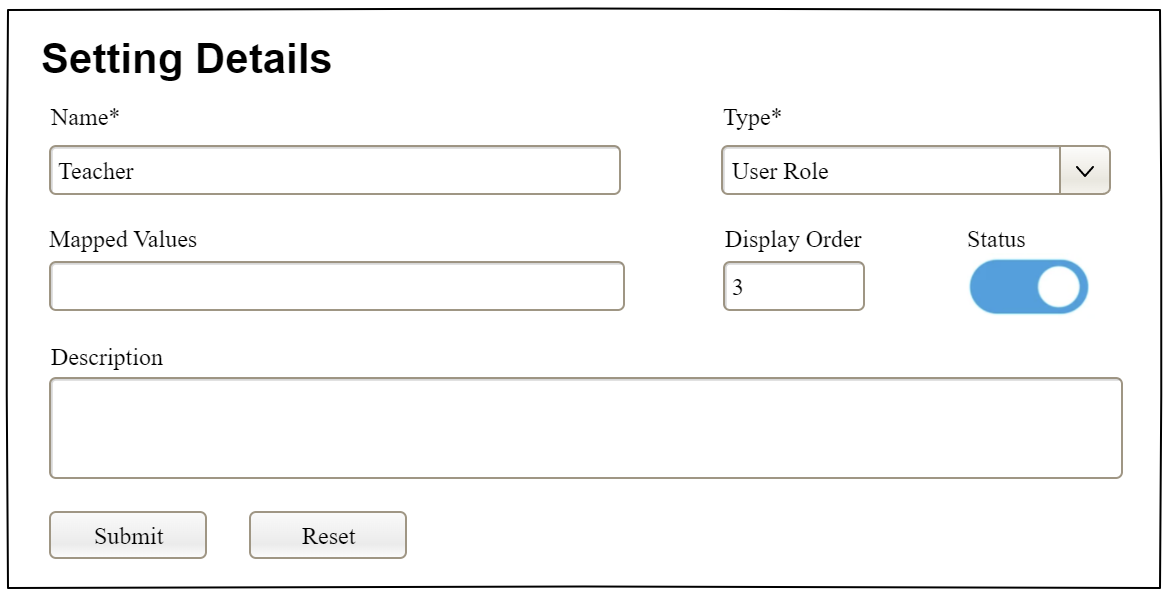 Setting Details
Name* Type*
Teacher User Role
Mapped Values Display Order Status
3
Description
Submit Reset